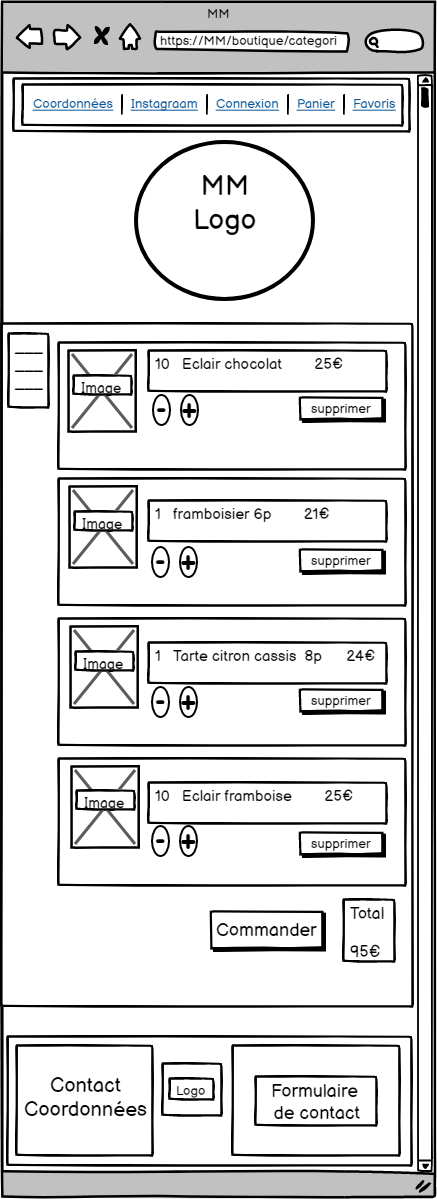 MM
https://MM/boutique/categori
Coordonnées Instagraam Connexion Panier Favoris
MM
Logo
Image
10 Eclair chocolat 25€
- +
supprimer
Image
1 framboisier 6p 21€
- +
supprimer
Image
1 Tarte citron cassis 8p 24€
- +
supprimer
Image
10 Eclair framboise 25€
- +
supprimer
Commander
Total
95€
Contact
Coordonnées
Logo
Formulaire
de contact